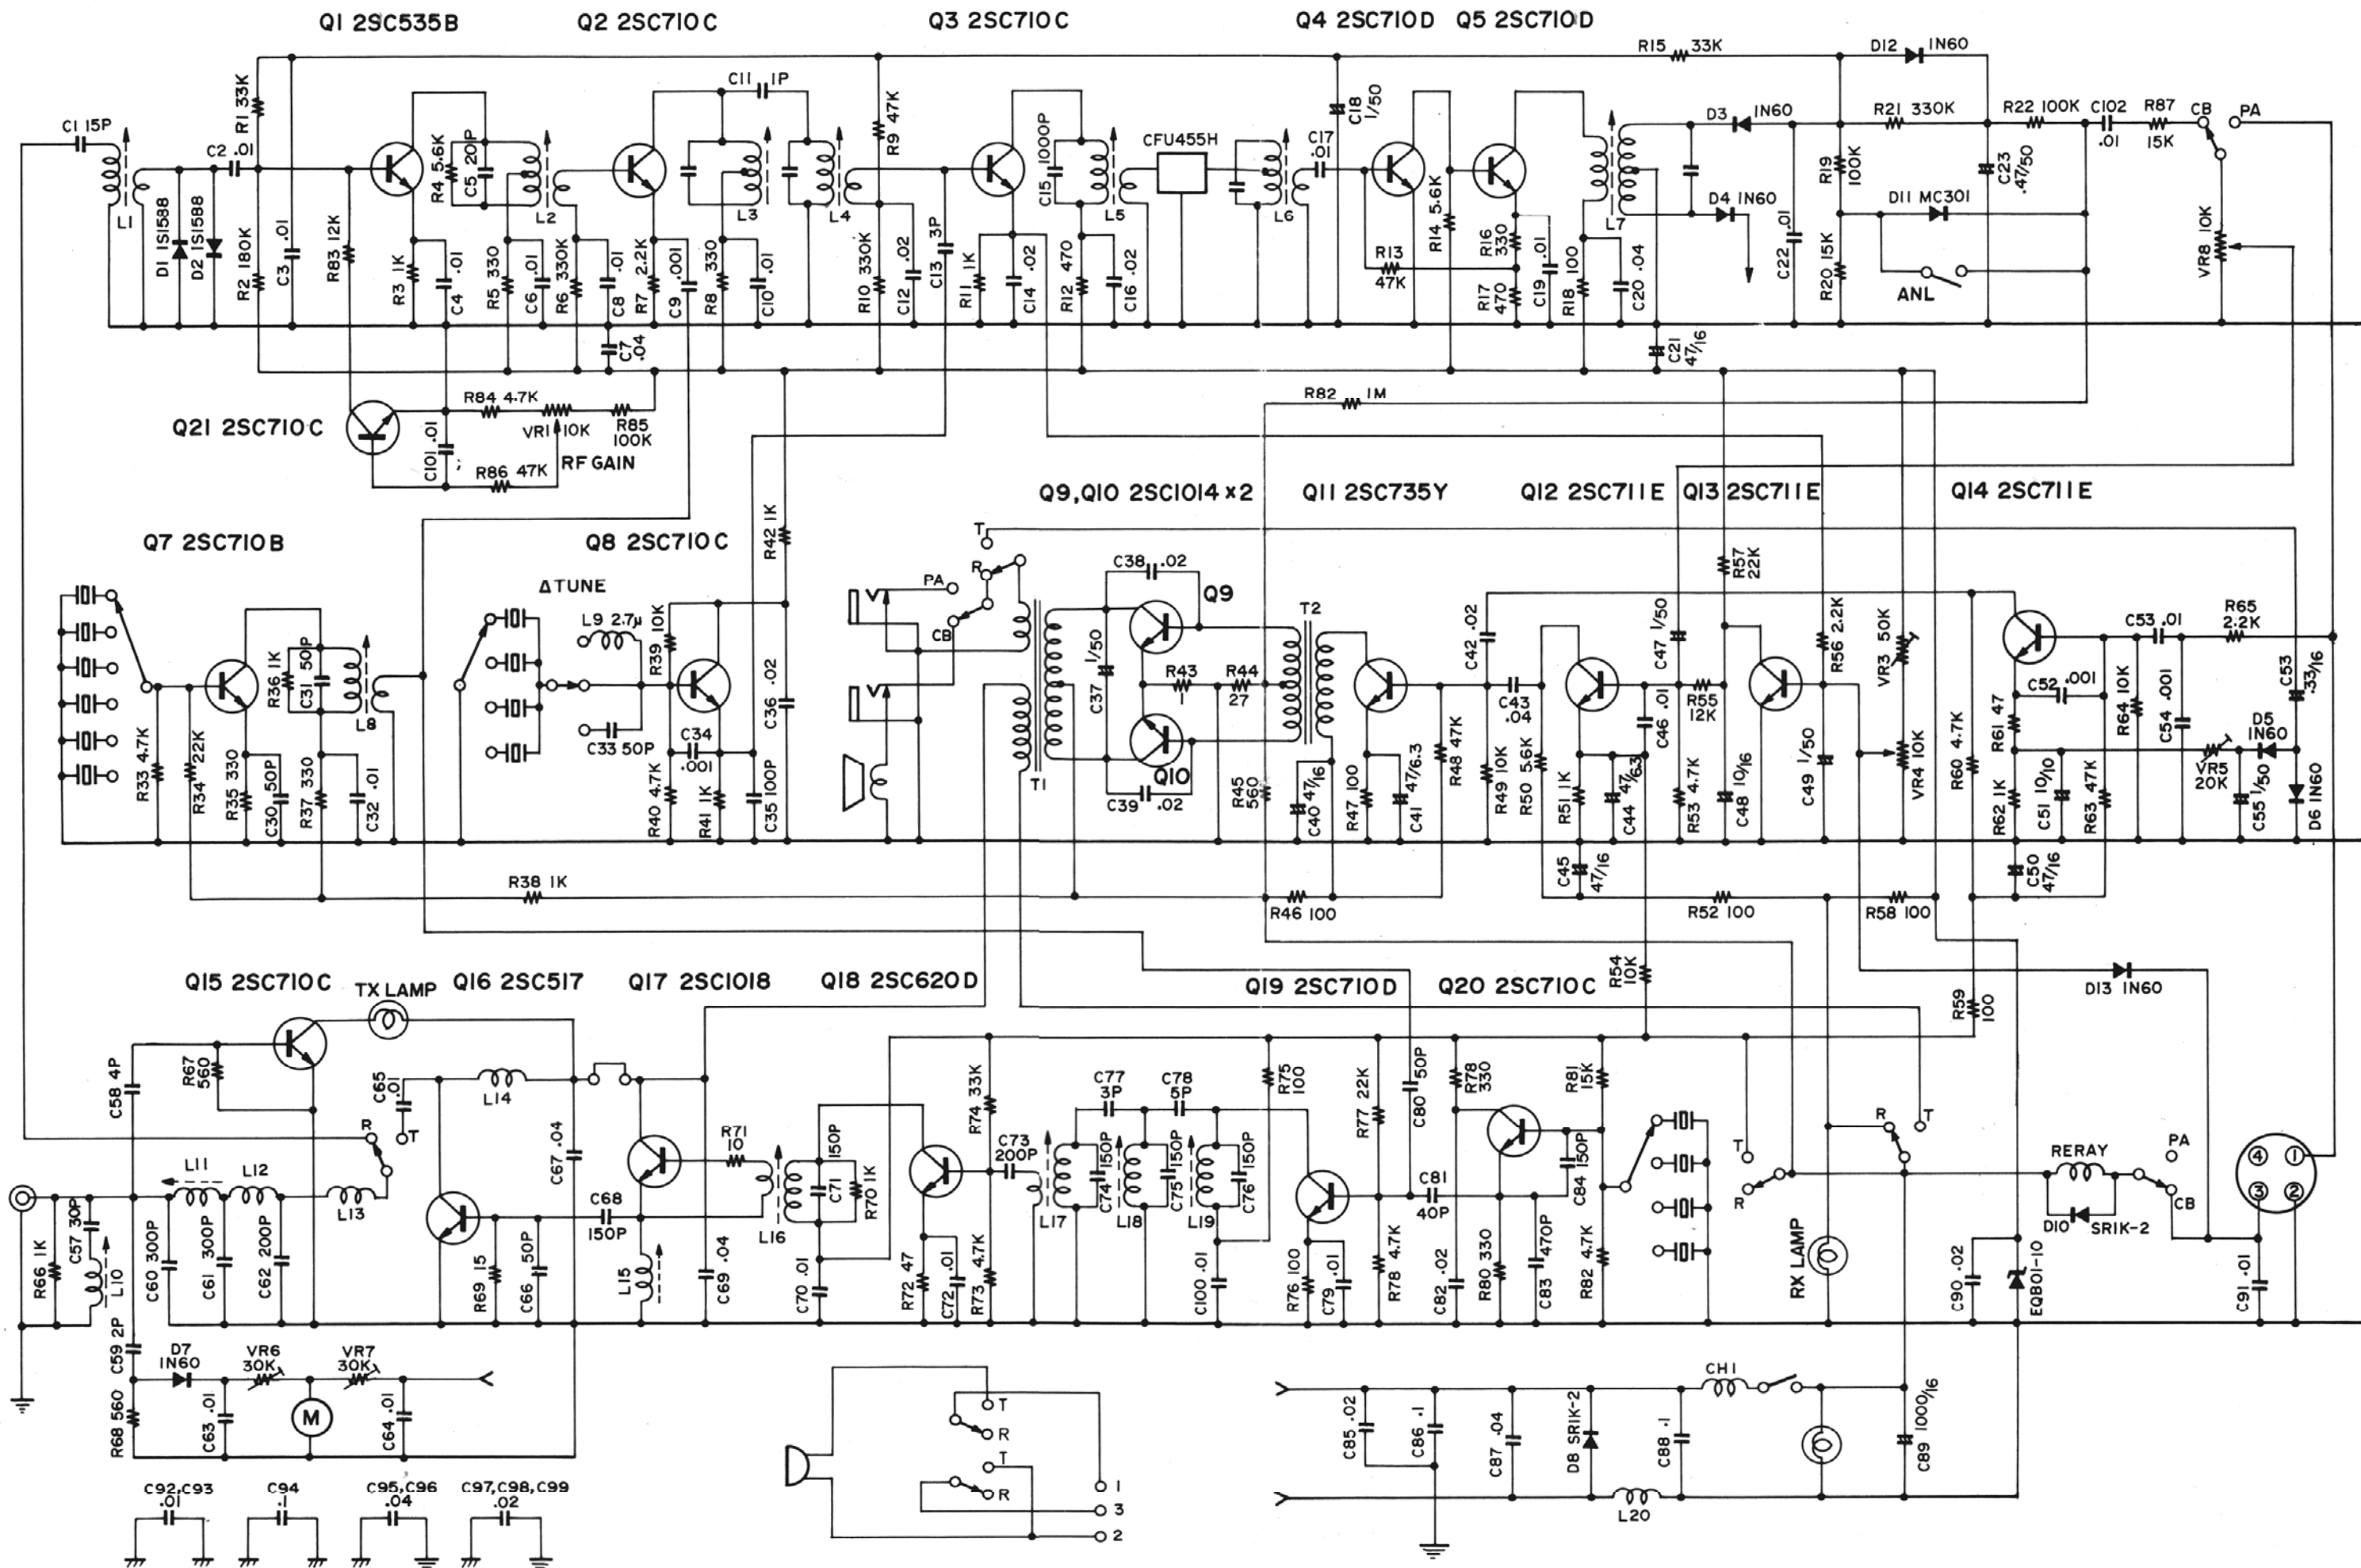 Q1 2SC535B
Q2 2SC710C
Q3 2SC710C
Q4 2SC710D
Q5 2SC710D
R15 33K
D12 IN60
C1 15P
L1
D1 IS1588
D2 IS1588
C2 .01
R1 33K
R2 180K
C3 .01
R83 12K
R3 1K
C4 .01
R4 5.6K
C5 20P
L2
R5 330
C6 .01
R6 330K
C8 .01
C7 .04
R7 2.2K
C9 .001
R8 330
C10 .01
C11 1P
L3
L4
R9 47K
R10 330K
C12 .02
C13 3P
R11 1K
C14 .02
C15 1000P
R12 470
L5
C16 .02
CFU455H
L6
C17
.01
C18
1/50
R13
47K
R14 5.6K
R16
330
R17
470
C19 .01
R18 100
L7
C20 .04
C21
47/16
D3 IN60
D4 IN60
C22 .01
R19
100K
R20 15K
R21 330K
D11 MC301
ANL
C23
.47/50
R22 100K
C102
.01
R87
15K
CB
PA
VR8 10K
Q21 2SC710C
R84 4.7K
VR1 10K
R85
100K
RF GAIN
C101 .01
R86 47K
R82 1M
Q7 2SC710B
Q8 2SC710C
Q9,Q10 2SC1014×2
Q11 2SC735Y
Q12 2SC711E
Q13 2SC711E
Q14 2SC711E
R33 4.7K
R34 22K
R35 330
C30 50P
R36 1K
C31 50P
R37 330
C32 .01
L8
Δ TUNE
L9 2.7μ
C33 50P
R39 10K
R40 4.7K
C34
.001
R41 1K
C35 100P
C36 .02
R42 1K
PA
CB
T
R
T1
C37 1/50
C38 .02
C39 .02
Q9
Q10
R43
1
R44
27
R45
560
T2
C40 47/16
R47 100
C41 47/6.3
R48 47K
C42 .02
R49 10K
C43
.04
R50 5.6K
R51 1K
C44 47/6.3
C45
47/16
C46 .01
C47 1/50
R55
12K
R53 4.7K
C48 10/16
R57
22K
R56 2.2K
C49 1/50
VR3 50K
VR4 10K
R60 4.7K
R61 47
R62 1K
C51 10/10
C50
47/16
C52 .001
R63 47K
R64 10K
C53 .01
C54 .001
R65
2.2K
C53
.33/16
D5
IN60
VR5
20K
C55 1/50
D6 IN60
R38 1K
R46 100
R52 100
R58 100
R54
10K
R59
100
D13 IN60
Q15 2SC710C
TX LAMP
Q16 2SC517
Q17 2SC1018
Q18 2SC620D
Q19 2SC710D
Q20 2SC710C
C58 4P
R67
560
C65
.01
R
T
L14
L11
L12
L13
R66 1K
C57 30P
L10
C60 300P
C61 300P
C62 200P
R69 15
C66 50P
C67 .04
C68
150P
L15
R71
10
L16
C69 .04
C71 150P
R70 1K
C70 .01
R72 47
C72 .01
R73 4.7K
R74 33K
C73
200P
L17
C74 150P
C77
3P
L18
C75 150P
C78
5P
L19
C76 150P
C100 .01
R75
100
R76 100
C79 .01
R77 22K
R78 4.7K
C80 50P
C81
40P
R78
330
C82 .02
R80 330
C83 470P
C84 150P
R81
15K
R82 4.7K
T
R
R
T
RX LAMP
RERAY
D10 SR1K-2
PA
CB
4
1
3
2
C90 .02
EQB01-10
C91 .01
C59 2P
R68 560
D7
IN60
C63 .01
VR6
30K
VR7
30K
M
C64 .01
T
R
T
R
1
3
2
C85 .02
C86 .1
C87 .04
D8 SR1K-2
C88 .1
CH1
L20
C89 1000/16
C92,C93
.01
C94
.1
C95,C96
.04
C97,C98,C99
.02